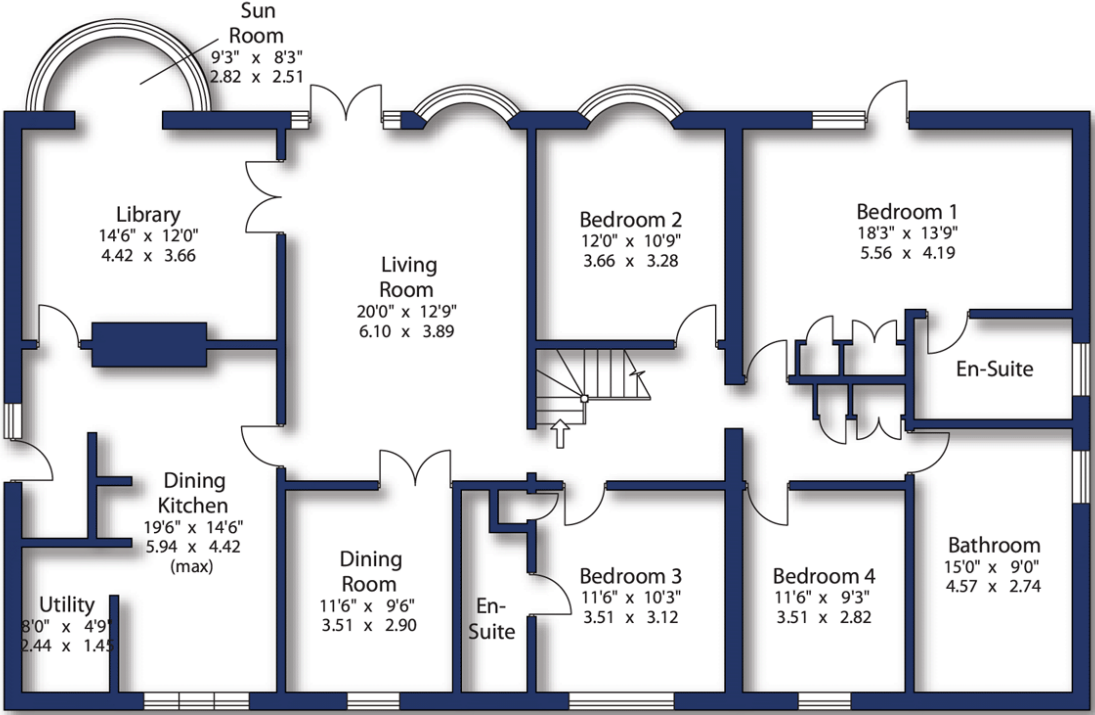 Sun
Room
9'3" x 8'3"
2.82 x 2.51
Library
14'6" x 12'0"
4.42 x 3.66
Living
Room
20'0" x 12'9"
6.10 x 3.89
Bedroom 2
12'0" x 10'9"
3.66 x 3.28
Bedroom 1
18'3" x 13'9"
5.56 x 4.19
En-Suite
Dining
Kitchen
19'6" x 14'6"
5.94 x 4.42
(max)
Utility
8'0" x 4'9"
2.44 x 1.45
Dining
Room
11'6" x 9'6"
3.51 x 2.90
En-
Suite
Bedroom 3
11'6" x 10'3"
3.51 x 3.12
Bedroom 4
11'6" x 9'3"
3.51 x 2.82
Bathroom
15'0" x 9'0"
4.57 x 2.74